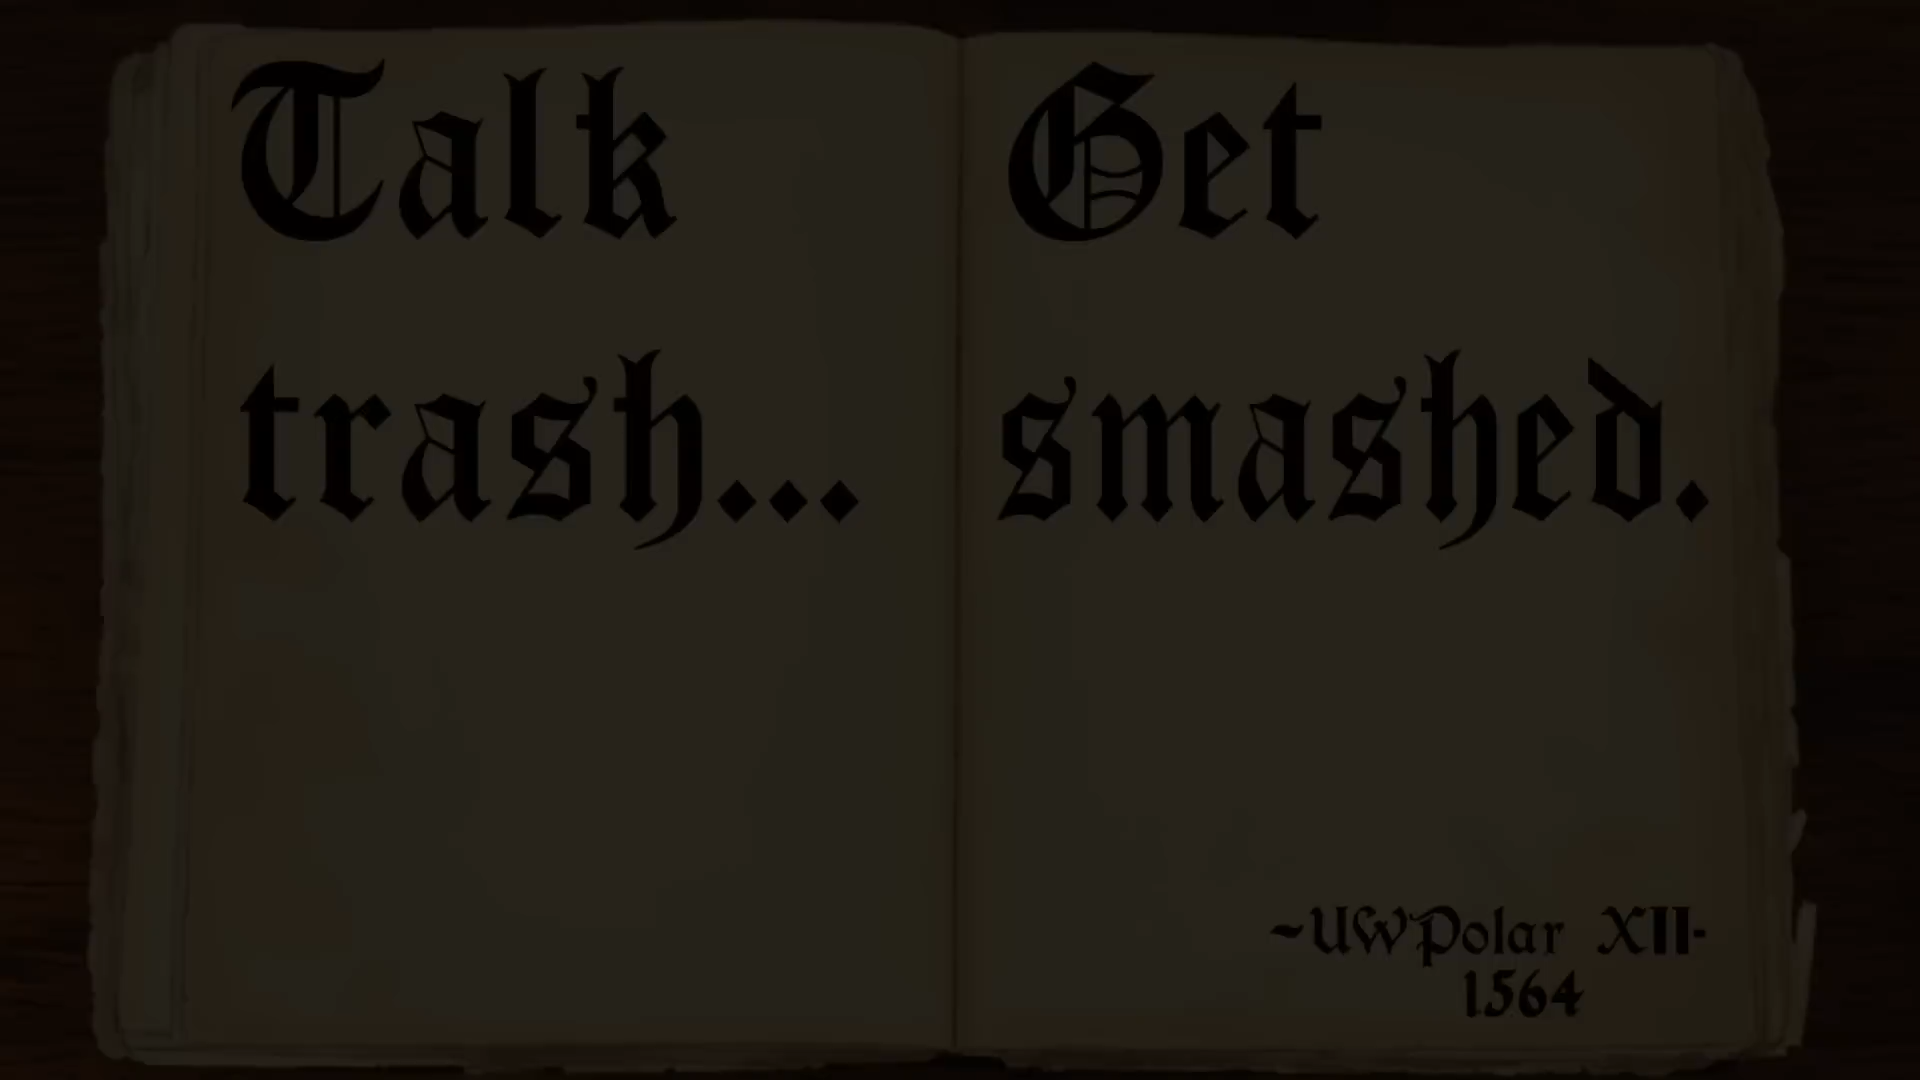 Talk
trash...
Get
smashed.
~UWPolar XII-
1564